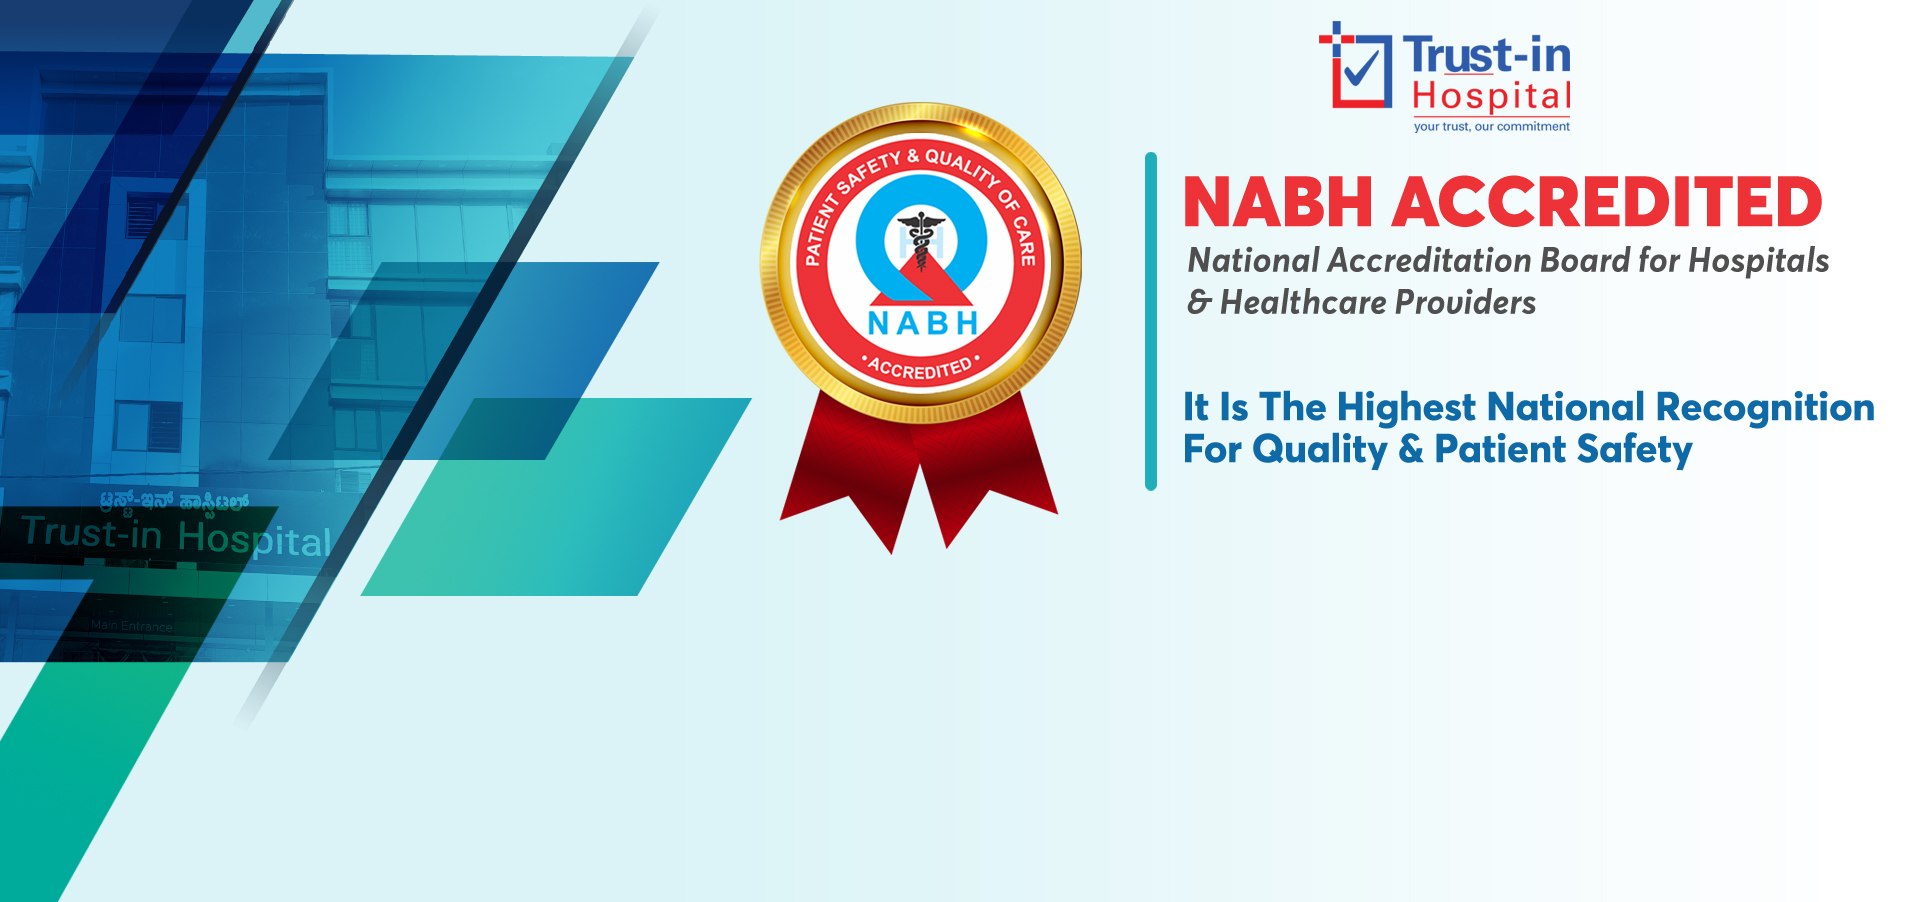 Trust-in
Hospital
your trust, our commitment
NABH ACCREDITED
National Accreditation Board for Hospitals
& Healthcare Providers
It Is The Highest National Recognition
For Quality & Patient Safety
PATIENT SAFETY & QUALITY OF CARE
HH
NABH
• ACCREDITED •
ಟ್ರಸ್ಟ್-ಇನ್ ಹಾಸ್ಪಿಟಲ್
Trust-in Hospital
Main Entrance